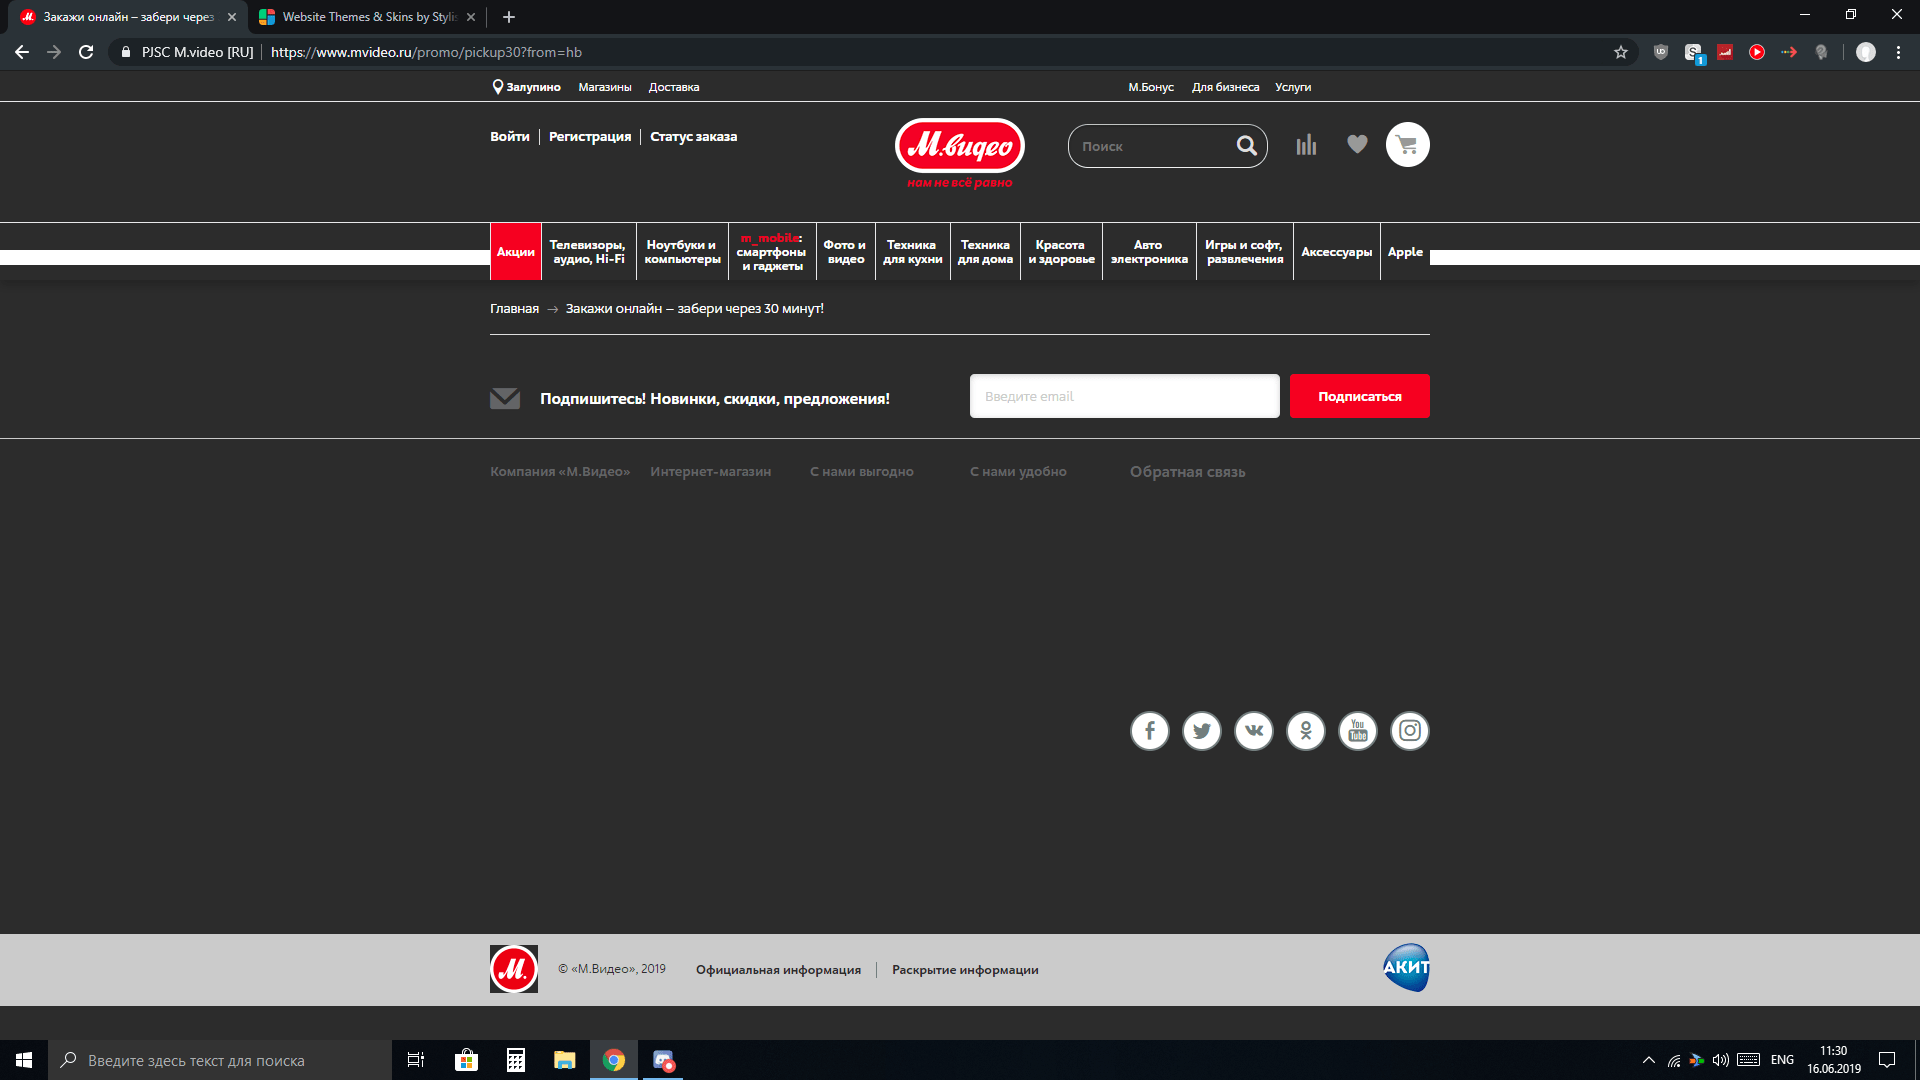 Закажи онлайн – забери через
Website Themes & Skins by Stylis
PJSC M.video [RU]
https://www.mvideo.ru/promo/pickup30?from=hb
1
Залупино
Магазины
Доставка
М.Бонус
Для бизнеса
Услуги
Войти
Регистрация
Статус заказа
М.видео
нам не всё равно
Поиск
Акции
Телевизоры,
аудио, Hi-Fi
Ноутбуки и
компьютеры
m_mobile:
смартфоны
и гаджеты
Фото и
видео
Техника
для кухни
Техника
для дома
Красота
и здоровье
Авто
электроника
Игры и софт,
развлечения
Аксессуары
Apple
Главная → Закажи онлайн – забери через 30 минут!
Подпишитесь! Новинки, скидки, предложения!
Введите email
Подписаться
Компания «М.Видео»
Интернет-магазин
С нами выгодно
С нами удобно
Обратная связь
You
Tube
М.
© «М.Видео», 2019
Официальная информация
Раскрытие информации
АКИТ
Введите здесь текст для поиска
ENG
11:30
16.06.2019